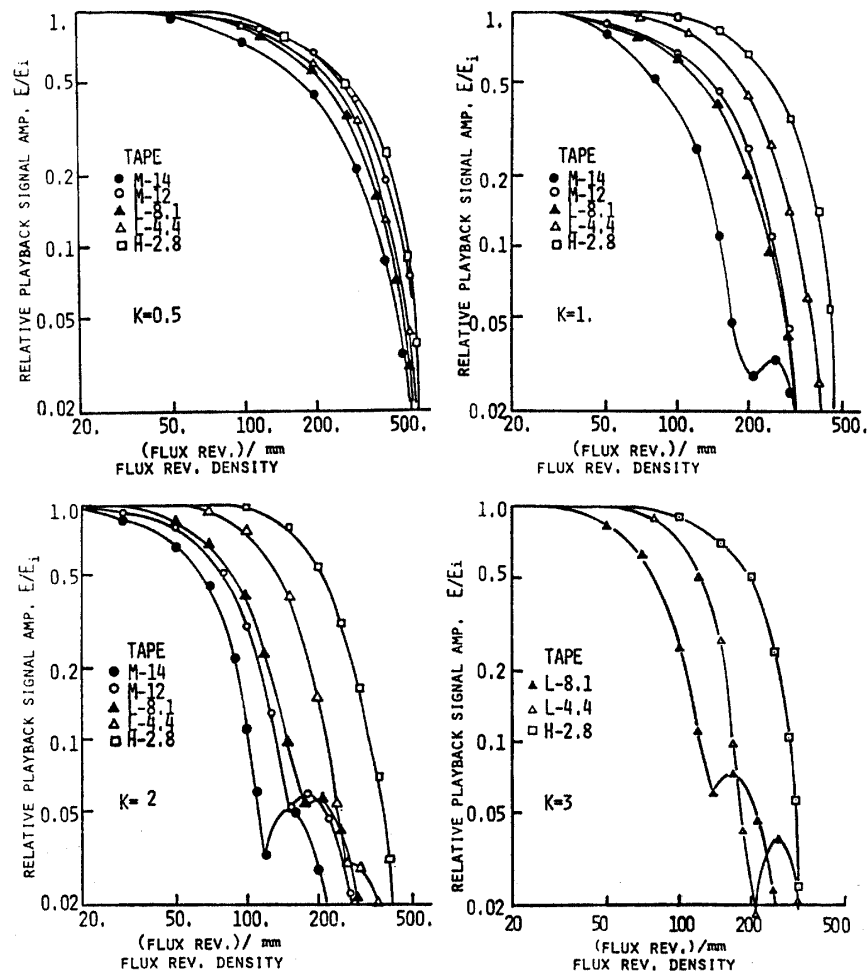 RELATIVE PLAYBACK SIGNAL AMP. E/Ei
1.
0.5
0.2
0.1
0.05
0.02
TAPE
M-14
M-12
L-8.1
L-4.4
H-2.8
K=0.5
20.
50.
100.
200.
500.
(FLUX REV.)/ mm
FLUX REV. DENSITY
RELATIVE PLAYBACK SIGNAL AMP. E/Ei
1.0
0.5
0.2
0.1
0.05
0.02
TAPE
M-14
M-12
L-8.1
L-4.4
H-2.8
K=1.
20
50.
100.
200.
500.
(FLUX REV.)/ mm
FLUX REV. DENSITY
RELATIVE PLAYBACK SIGNAL AMP. E/Ei
1.0
0.5
0.2
0.1
0.05
0.02
TAPE
M-14
M-12
L-8.1
L-4.4
H-2.8
K= 2
20.
50.
100.
200.
500.
(FLUX REV.)/ mm
FLUX REV. DENSITY
RELATIVE PLAYBACK SIGNAL AMP. E/Ei
1.0
0.5
0.2
0.1
0.05
0.02
TAPE
L-8.1
L-4.4
H-2.8
K=3
20
50
100
200
500
(FLUX REV.)/mm
FLUX REV. DENSITY